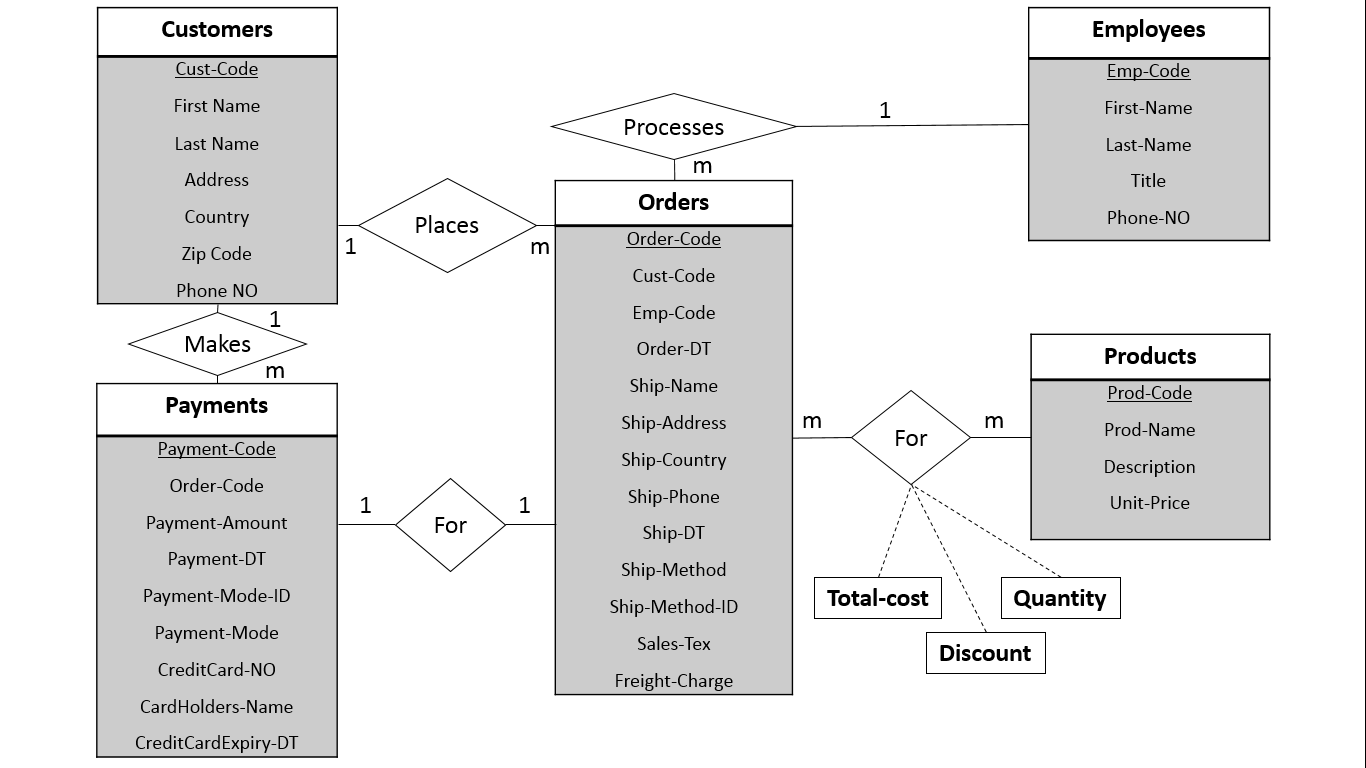 Customers
Cust-Code
First Name
Last Name
Address
Country
Zip Code
Phone NO
Employees
Emp-Code
First-Name
Last-Name
Title
Phone-NO
Processes
1
m
Places
1
m
Makes
1
m
Orders
Order-Code
Cust-Code
Emp-Code
Order-DT
Ship-Name
Ship-Address
Ship-Country
Ship-Phone
Ship-DT
Ship-Method
Ship-Method-ID
Sales-Tex
Freight-Charge
Payments
Payment-Code
Order-Code
Payment-Amount
Payment-DT
Payment-Mode-ID
Payment-Mode
CreditCard-NO
CardHolders-Name
CreditCardExpiry-DT
1
For
1
m
For
m
Products
Prod-Code
Prod-Name
Description
Unit-Price
Total-cost
Quantity
Discount